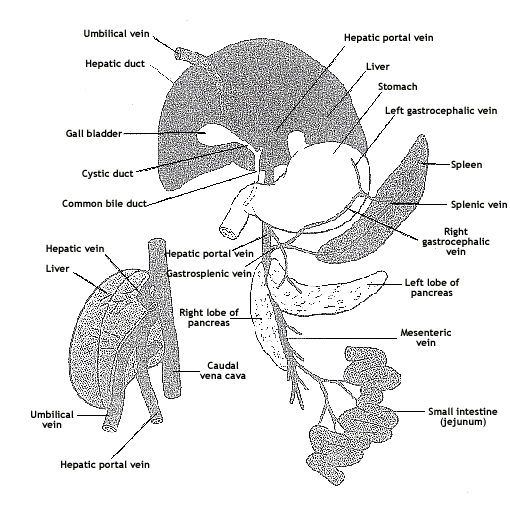 Umbilical vein
Hepatic duct
Hepatic portal vein
Liver
Stomach
Left gastrocephalic vein
Gall bladder
Cystic duct
Common bile duct
Spleen
Splenic vein
Right
gastrocephalic
vein
Hepatic vein
Liver
Hepatic portal vein
Gastrosplenic vein
Left lobe of
pancreas
Right lobe of
pancreas
Mesenteric
vein
Caudal
vena cava
Umbilical
vein
Small intestine
(jejunum)
Hepatic portal vein